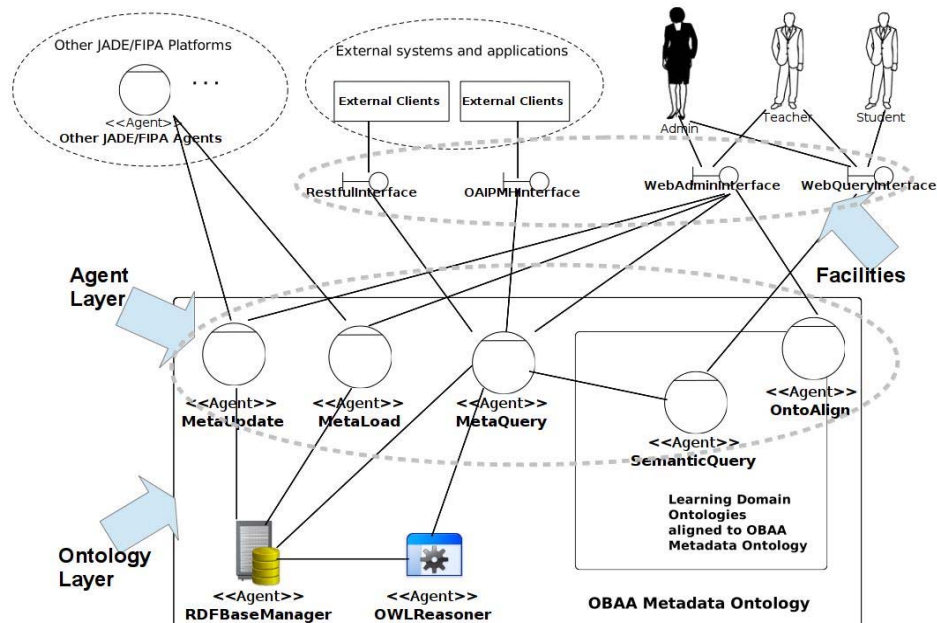 Other JADE/FIPA Platforms
. . .
<<Agent>>
Other JADE/FIPA Agents
External systems and applications
External Clients
External Clients
Admin
Teacher
Student
RestfulInterface
OAIPMHInterface
WebAdminInterface
WebQueryInterface
Agent
Layer
Facilities
<<Agent>>
MetaUpdate
<<Agent>>
MetaLoad
<<Agent>>
MetaQuery
<<Agent>>
SemanticQuery
<<Agent>>
OntoAlign
Learning Domain
Ontologies
aligned to OBAA
Metadata Ontology
Ontology
Layer
<<Agent>>
RDFBaseManager
<<Agent>>
OWLReasoner
OBAA Metadata Ontology